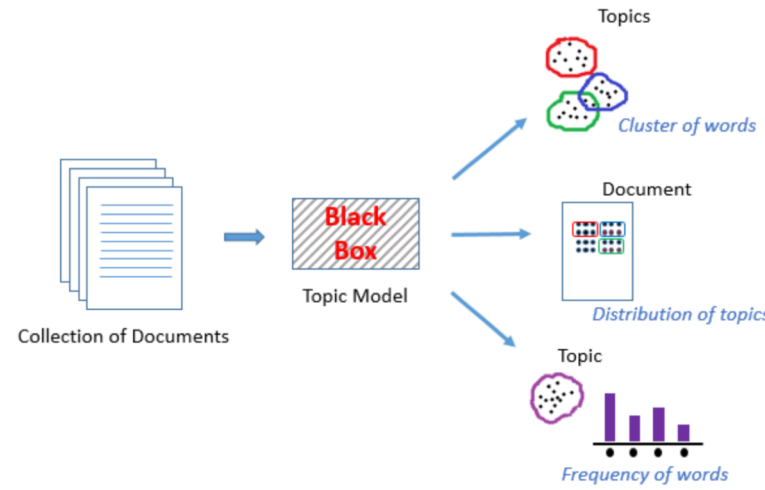 Topics
Cluster of words
Document
Black
Box
Topic Model
Collection of Documents
Distribution of topics
Topic
Frequency of words